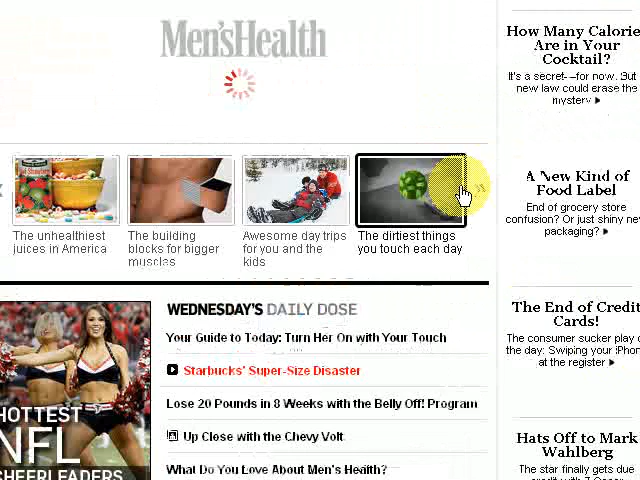 Men'sHealth
The unhealthiest
juices in America
The building
blocks for bigger
muscles
Awesome day trips
for you and the
kids
The dirtiest things
you touch each day
HOTTEST
NFL
CHEERLEADERS
WEDNESDAY'S DAILY DOSE
Your Guide to Today: Turn Her On with Your Touch
Starbucks' Super-Size Disaster
Lose 20 Pounds in 8 Weeks with the Belly Off! Program
Up Close with the Chevy Volt
What Do You Love About Men's Health?
How Many Calorie
Are in Your
Cocktail?
It's a secret--for now. But
new law could erase the
mystery
A New Kind of
Food Label
End of grocery store
confusion? Or just shiny new
packaging?
The End of Credit
Cards!
The consumer sucker play o
the day: Swiping your iPhon
at the register
Hats Off to Mark
Wahlberg
The star finally gets due